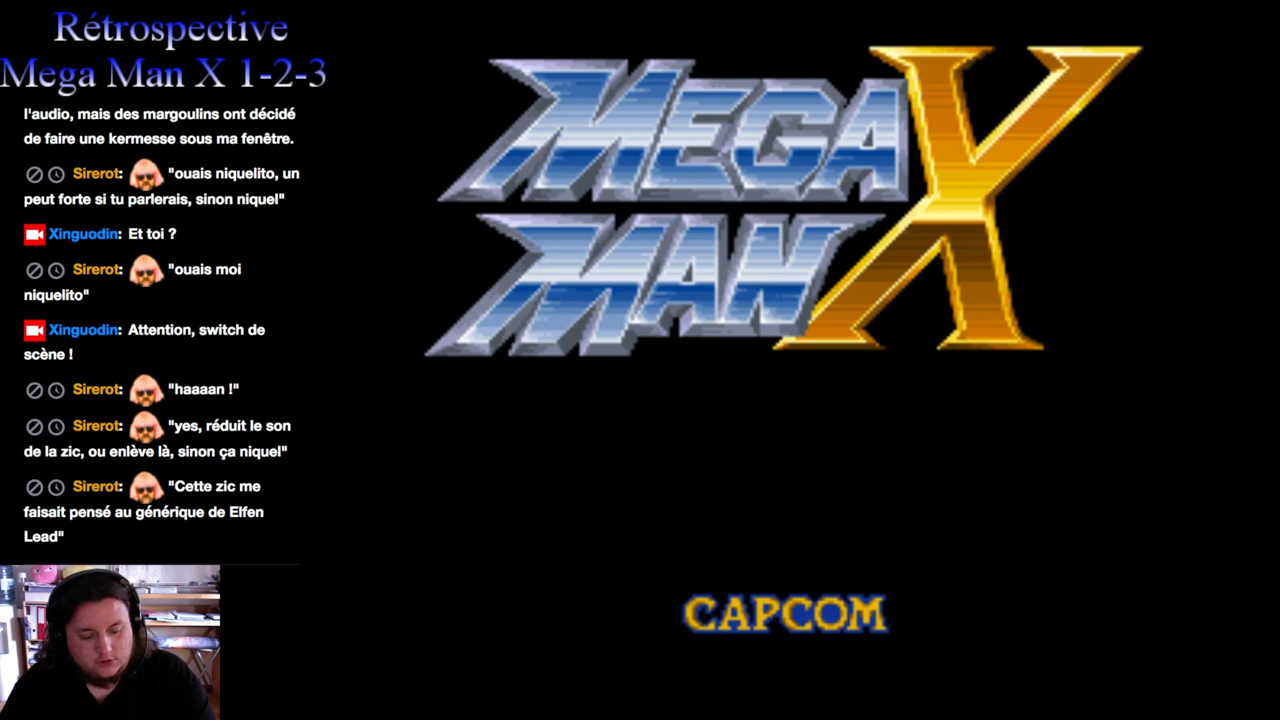 Rétrospective
Mega Man X 1-2-3
l'audio, mais des margoulins ont décidé
de faire une kermesse sous ma fenêtre.
Sirerot: "ouais niquelito, un
peut forte si tu parlerais, sinon niquel"
Xinguodin: Et toi ?
Sirerot: "ouais moi
niquelito"
Xinguodin: Attention, switch de
scène !
Sirerot: "haaaan !"
Sirerot: "yes, réduit le son
de la zic, ou enlève là, sinon ça niquel"
Sirerot: "Cette zic me
faisait pensé au générique de Elfen
Lead"
MEGA
MAN
X
CAPCOM